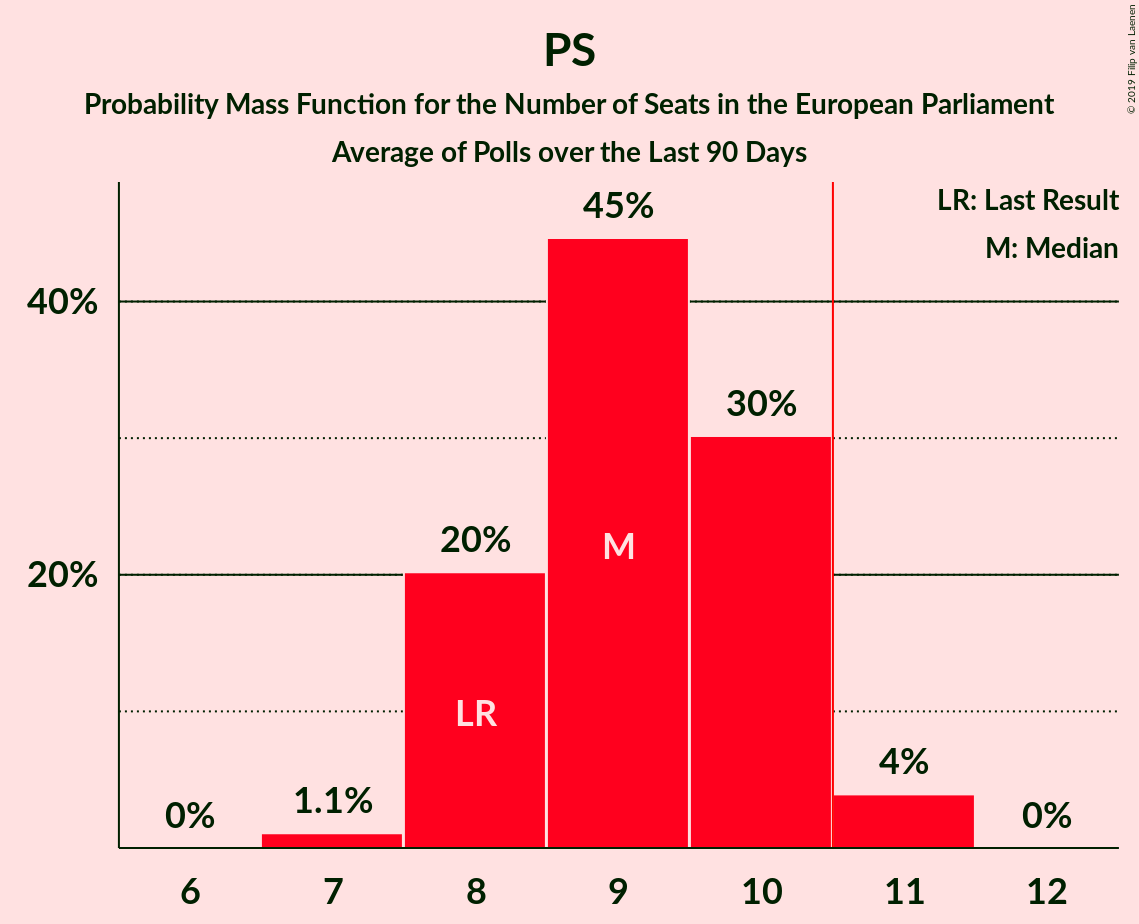 PS
Probability Mass Function for the Number of Seats in the European Parliament
Average of Polls over the Last 90 Days
© 2019 Filip van Laenen
LR: Last Result
M: Median
40%
20%
0%
1.1%
20%
45%
30%
4%
0%
LR
M
6 7 8 9 10 11 12